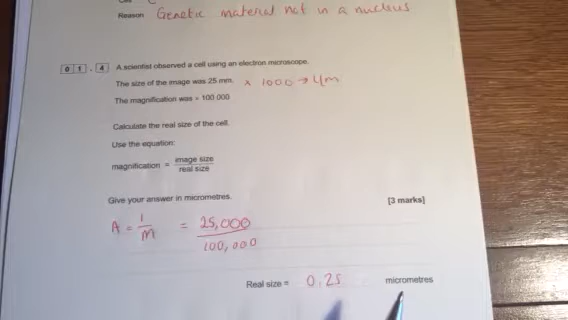 Reason Genetic material not in a nucleus
0 1 . 4 A scientist observed a cell using an electron microscope.
The size of the image was 25 mm. x 1000 → µm
The magnification was × 100 000
Calculate the real size of the cell.
Use the equation:
magnification = image size / real size
Give your answer in micrometres.
[3 marks]
A = I / M = 25,000 / 100,000
Real size = 0.25 micrometres